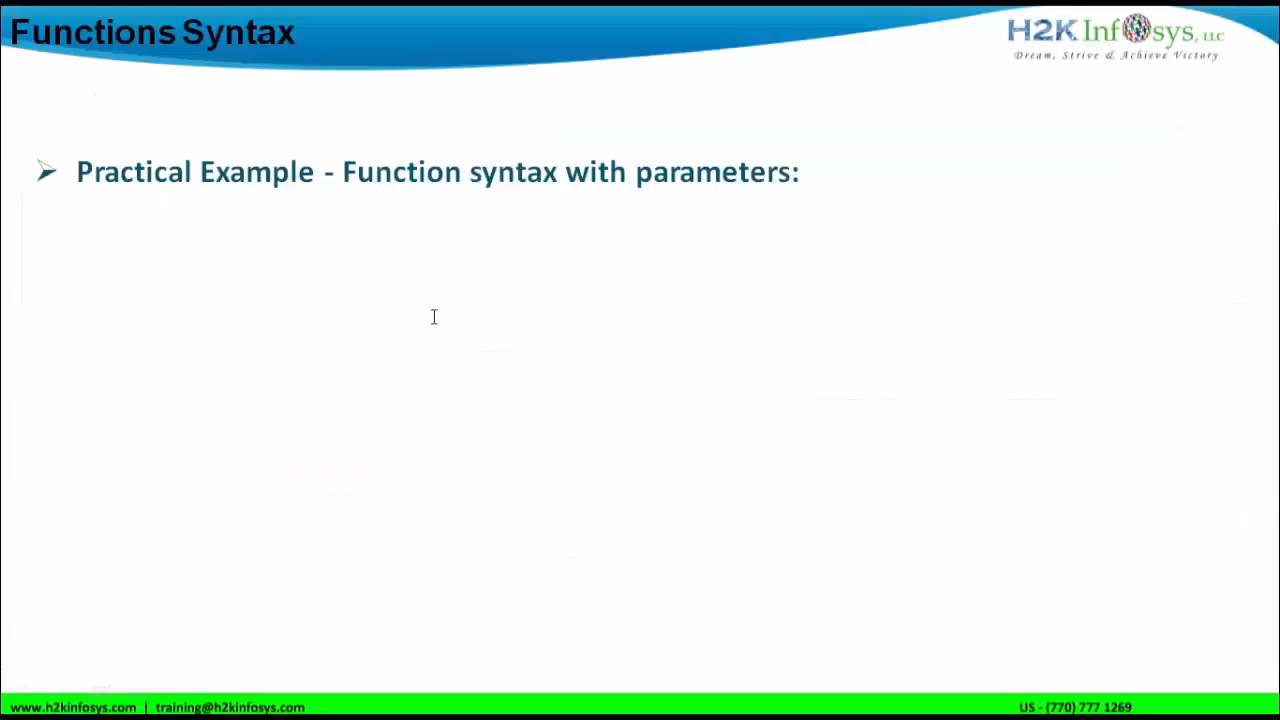 Functions Syntax
H2K Infosys, LLC
Dream, Strive & Achieve Victory
Practical Example - Function syntax with parameters:
www.h2kinfosys.com | training@h2kinfosys.com
US - (770) 777 1269